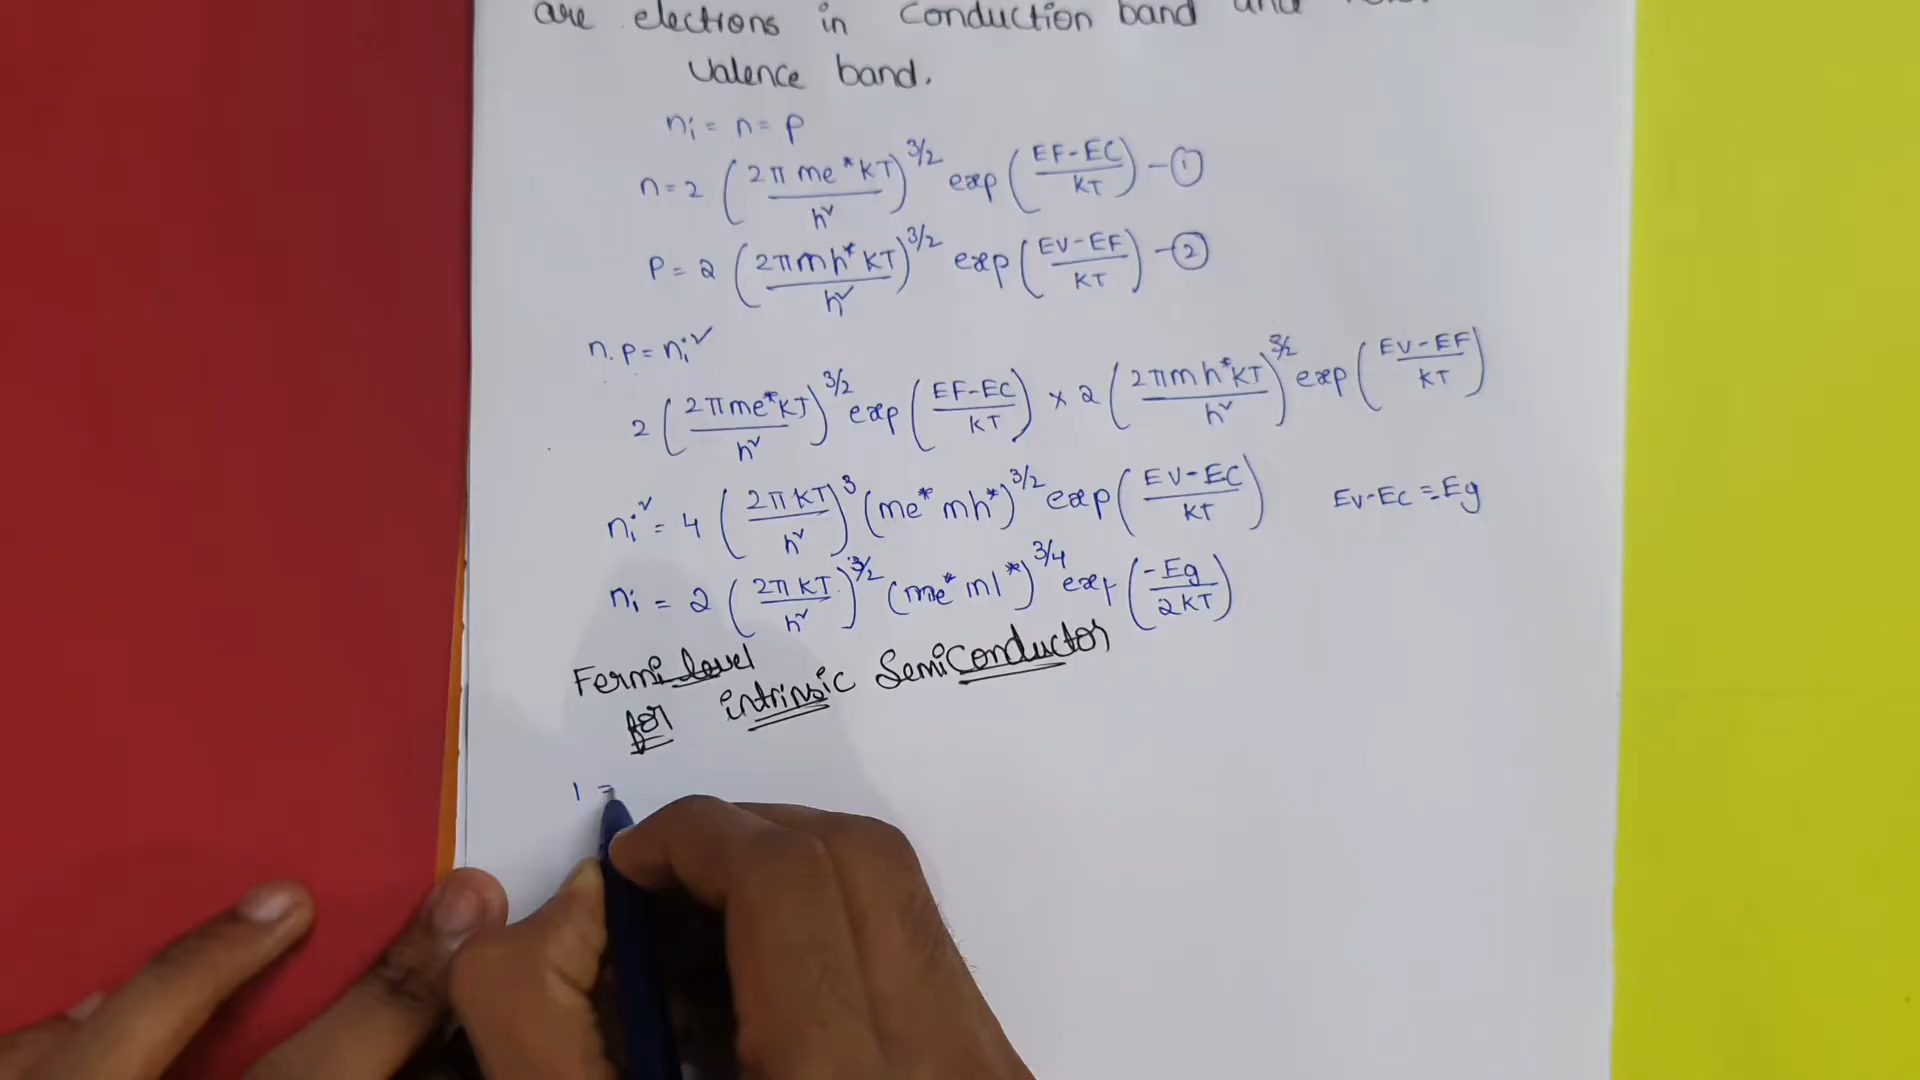 are elections in conduction band and
Valence band.
ni = n = p
n = 2 (2π me* KT / h²)^3/2 exp (EF-EC / KT) - ①
P = 2 (2π mh* KT / h²)^3/2 exp (EV-EF / KT) - ②
n.p = ni²
2 (2π me* KT / h²)^3/2 exp (EF-EC / KT) x 2 (2π mh* KT / h²)^3/2 exp (EV-EF / KT)
ni² = 4 (2π KT / h²)^3 (me* mh*)^3/2 exp (EV-EC / KT) Ev-Ec = Eg
ni = 2 (2π KT / h²)^3/2 (me* ml*)^3/4 exp (-Eg / 2KT)
Fermi level
for intrinsic Semiconductor
1 =